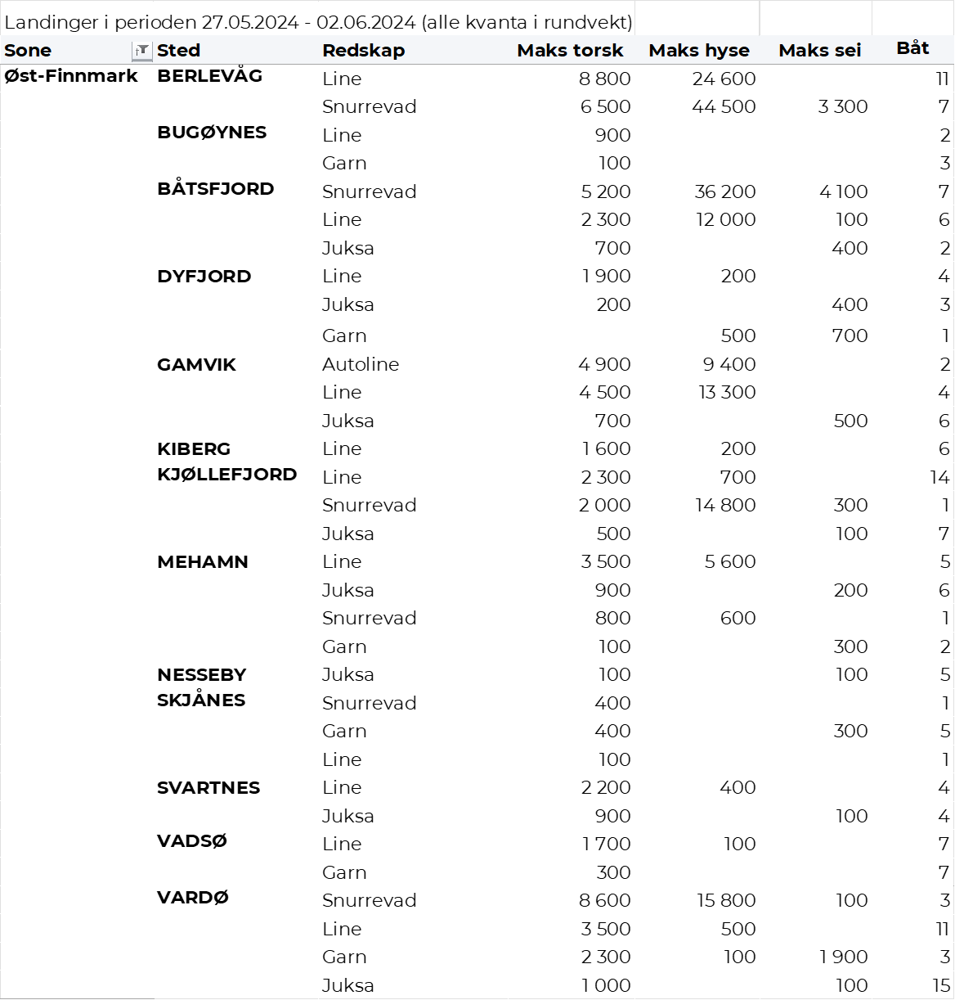 Landinger i perioden 27.05.2024 - 02.06.2024 (alle kvanta i rundvekt)
Sone Sted Redskap Maks torsk Maks hyse Maks sei Båt
Øst-Finnmark BERLEVÅG Line 8 800 24 600 11
Snurrevad 6 500 44 500 3 300 7
BUGØYNES Line 900 2
Garn 100 3
BÅTSFJORD Snurrevad 5 200 36 200 4 100 7
Line 2 300 12 000 100 6
Juksa 700 400 2
DYFJORD Line 1 900 200 4
Juksa 200 400 3
Garn 500 700 1
GAMVIK Autoline 4 900 9 400 2
Line 4 500 13 300 4
Juksa 700 500 6
KIBERG Line 1 600 200 6
KJØLLEFJORD Line 2 300 700 14
Snurrevad 2 000 14 800 300 1
Juksa 500 100 7
MEHAMN Line 3 500 5 600 5
Juksa 900 200 6
Snurrevad 800 600 1
Garn 100 300 2
NESSEBY Juksa 100 100 5
SKJÅNES Snurrevad 400 1
Garn 400 300 5
Line 100 1
SVARTNES Line 2 200 400 4
Juksa 900 100 4
VADSØ Line 1 700 100 7
Garn 300 7
VARDØ Snurrevad 8 600 15 800 100 3
Line 3 500 500 11
Garn 2 300 100 1 900 3
Juksa 1 000 100 15